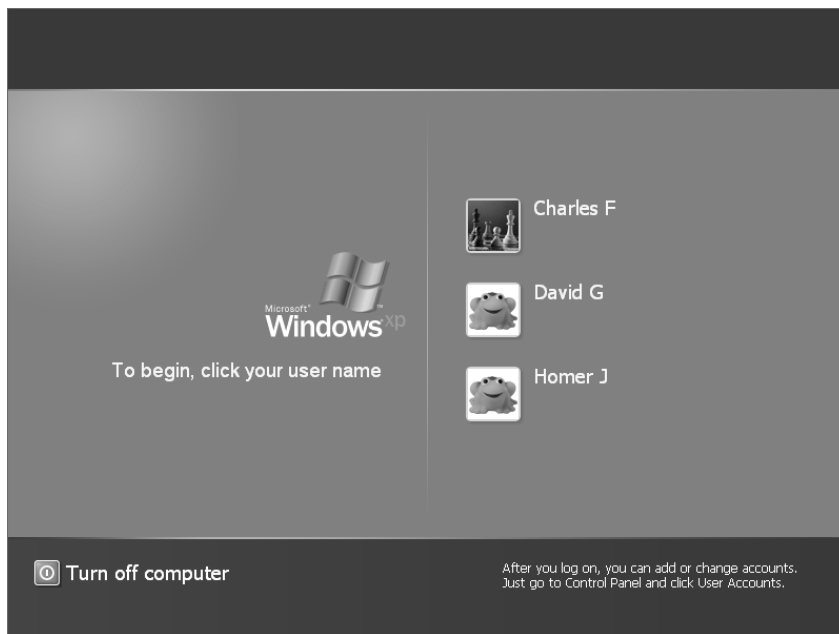 Charles F
David G
Microsoft®
Windows xp
™
To begin, click your user name
Homer J
Turn off computer
After you log on, you can add or change accounts.
Just go to Control Panel and click User Accounts.